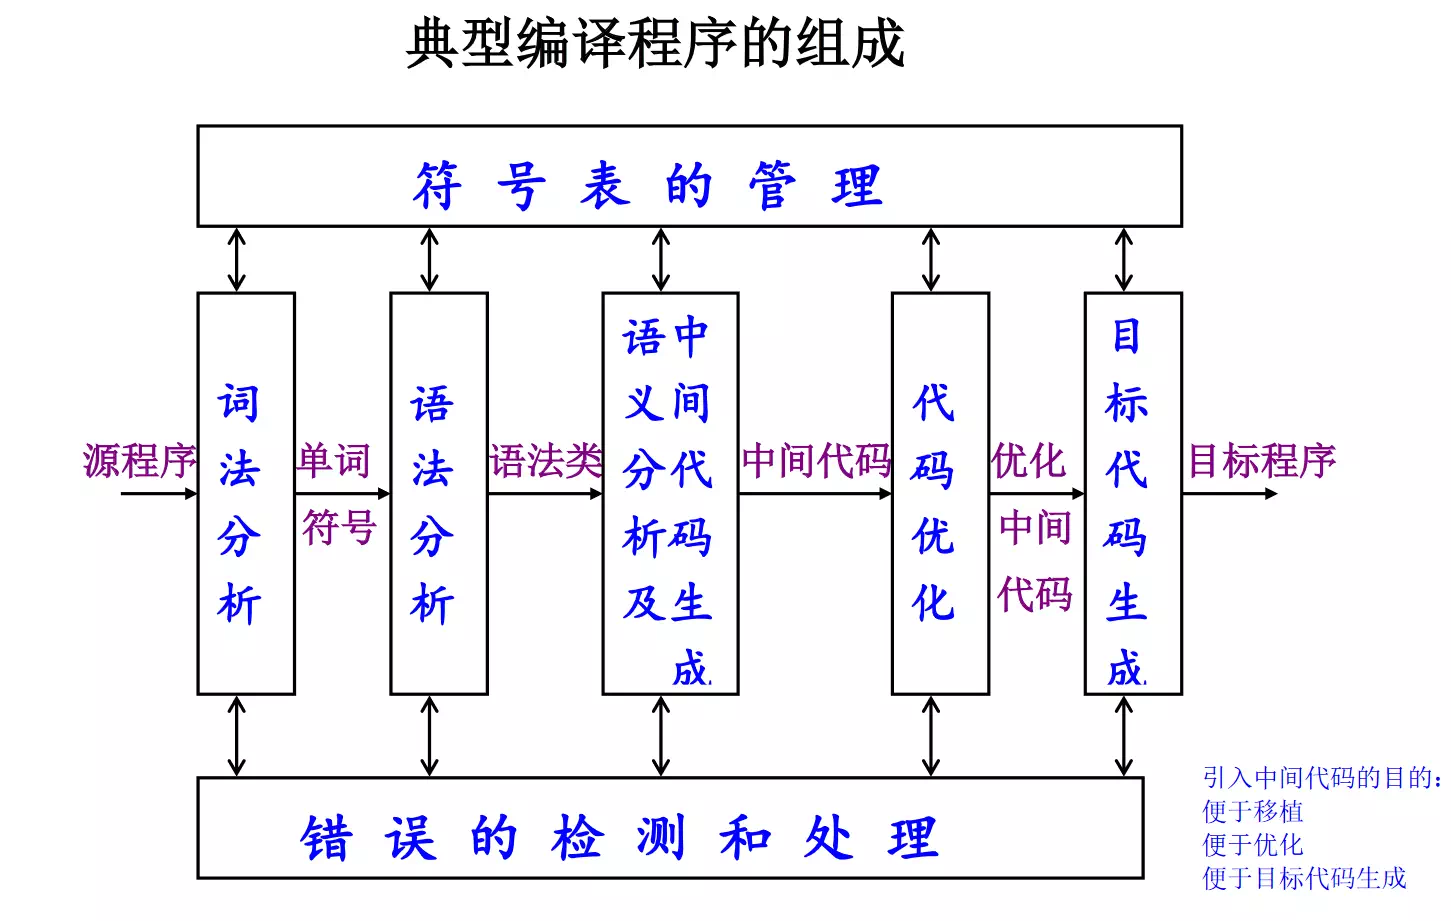 典型编译程序的组成
符号表的管理
源程序
词法分析
单词
符号
语法分析
语法类
语义分析及
中间代码生成
中间代码
代码优化
优化
中间
代码
目标代码生成
目标程序
错误的检测和处理
引入中间代码的目的：
便于移植
便于优化
便于目标代码生成